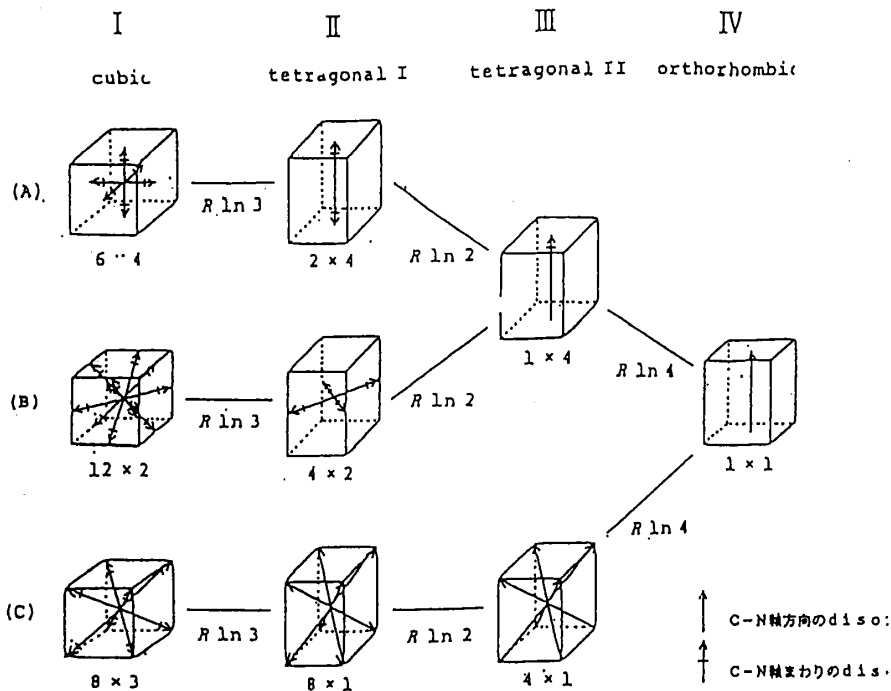 I II III IV
cubic tetragonal I tetragonal II orthorhombic
(A)
R ln 3
R ln 2
6 ·· 4
2 × 4
1 × 4
R ln 4
(B)
R ln 3
R ln 2
12 × 2
4 × 2
1 × 1
R ln 4
(C)
R ln 3
R ln 2
8 × 3
8 × 1
4 × 1
C-N軸方向のdiso
C-N軸まわりのdis